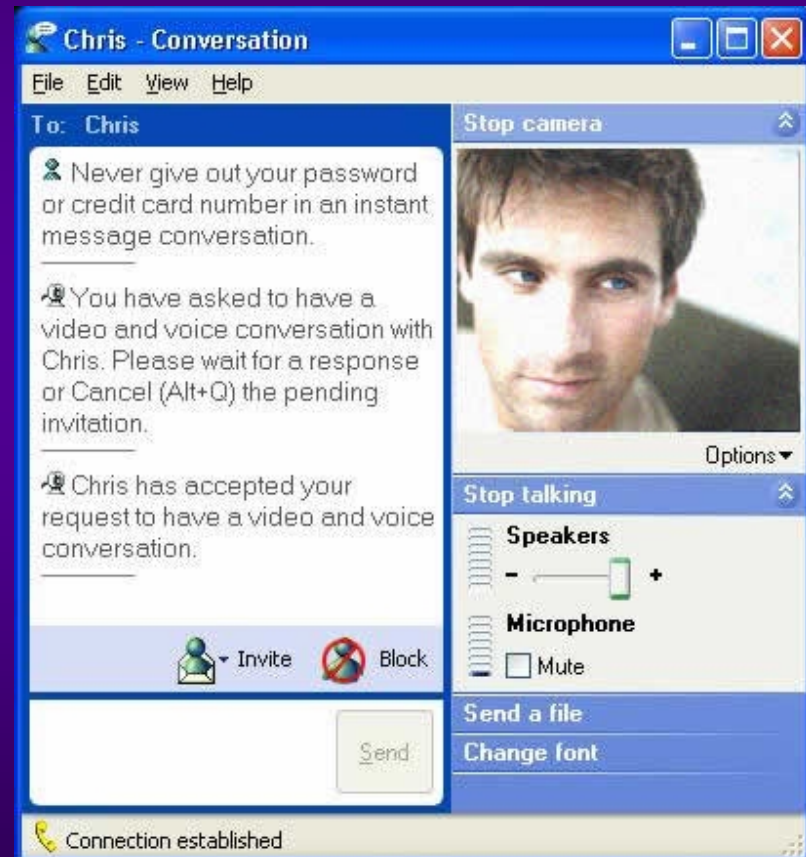 Chris - Conversation
File Edit View Help
To: Chris
Never give out your password
or credit card number in an instant
message conversation.
You have asked to have a
video and voice conversation with
Chris. Please wait for a response
or Cancel (Alt+Q) the pending
invitation.
Chris has accepted your
request to have a video and voice
conversation.
Invite Block
Send
Stop camera
Options
Stop talking
Speakers
- +
Microphone
Mute
Send a file
Change font
Connection established